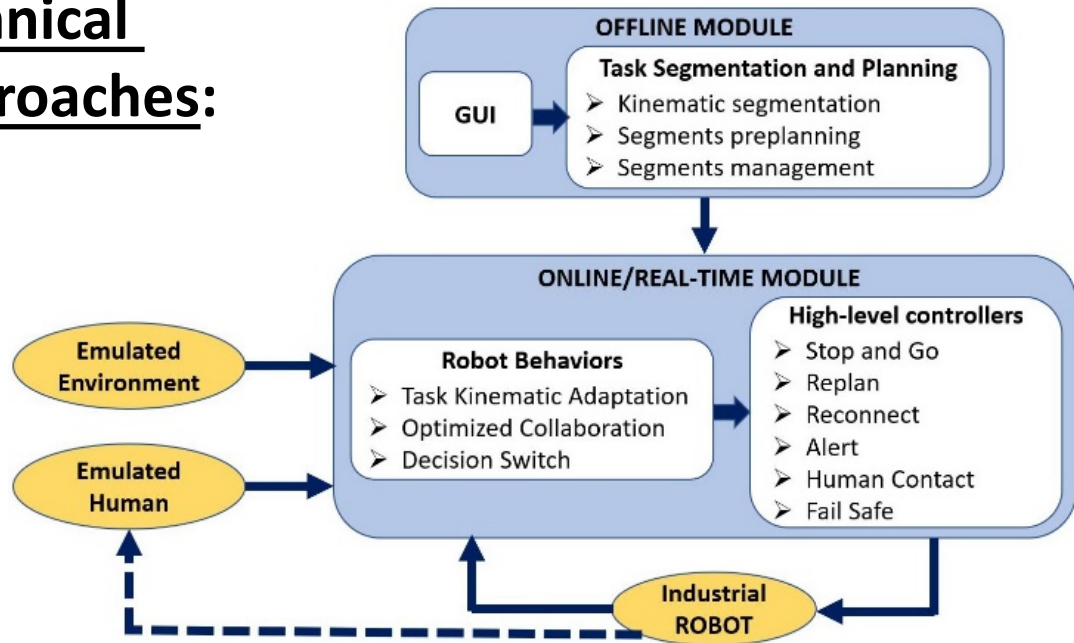 nical
roaches:
OFFLINE MODULE
GUI
Task Segmentation and Planning
➢ Kinematic segmentation
➢ Segments preplanning
➢ Segments management
ONLINE/REAL-TIME MODULE
Emulated
Environment
Emulated
Human
Robot Behaviors
➢ Task Kinematic Adaptation
➢ Optimized Collaboration
➢ Decision Switch
High-level controllers
➢ Stop and Go
➢ Replan
➢ Reconnect
➢ Alert
➢ Human Contact
➢ Fail Safe
Industrial
ROBOT